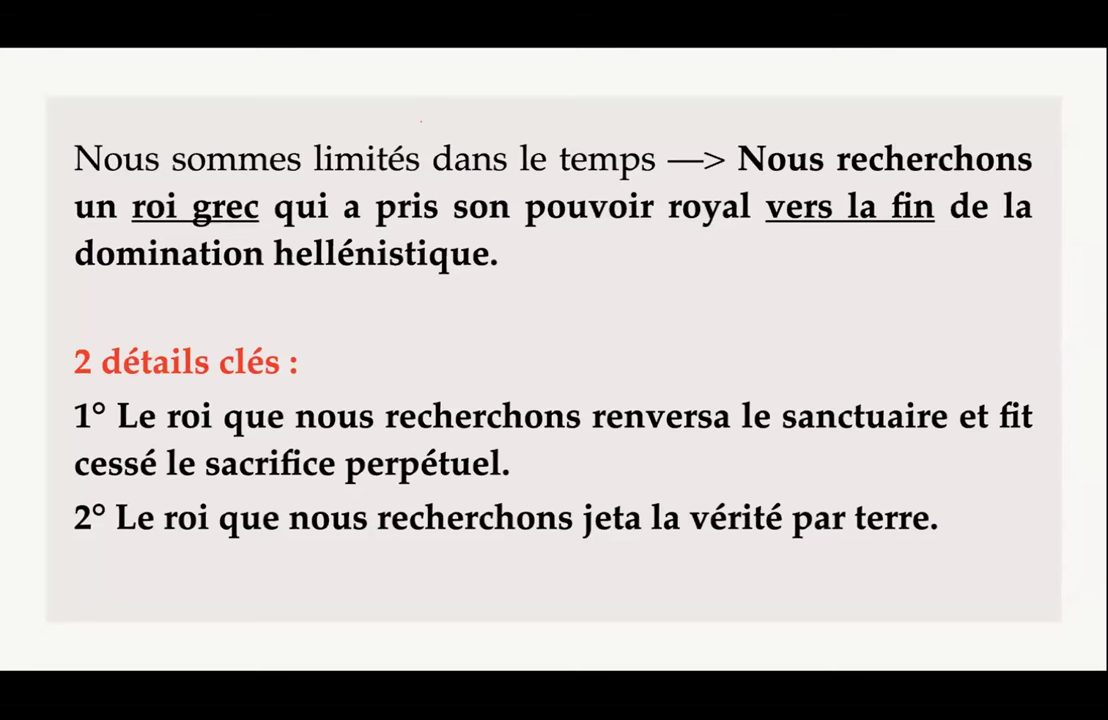 Nous sommes limités dans le temps —> Nous recherchons
un roi grec qui a pris son pouvoir royal vers la fin de la
domination hellénistique.
2 détails clés :
1° Le roi que nous recherchons renversa le sanctuaire et fit
cessé le sacrifice perpétuel.
2° Le roi que nous recherchons jeta la vérité par terre.